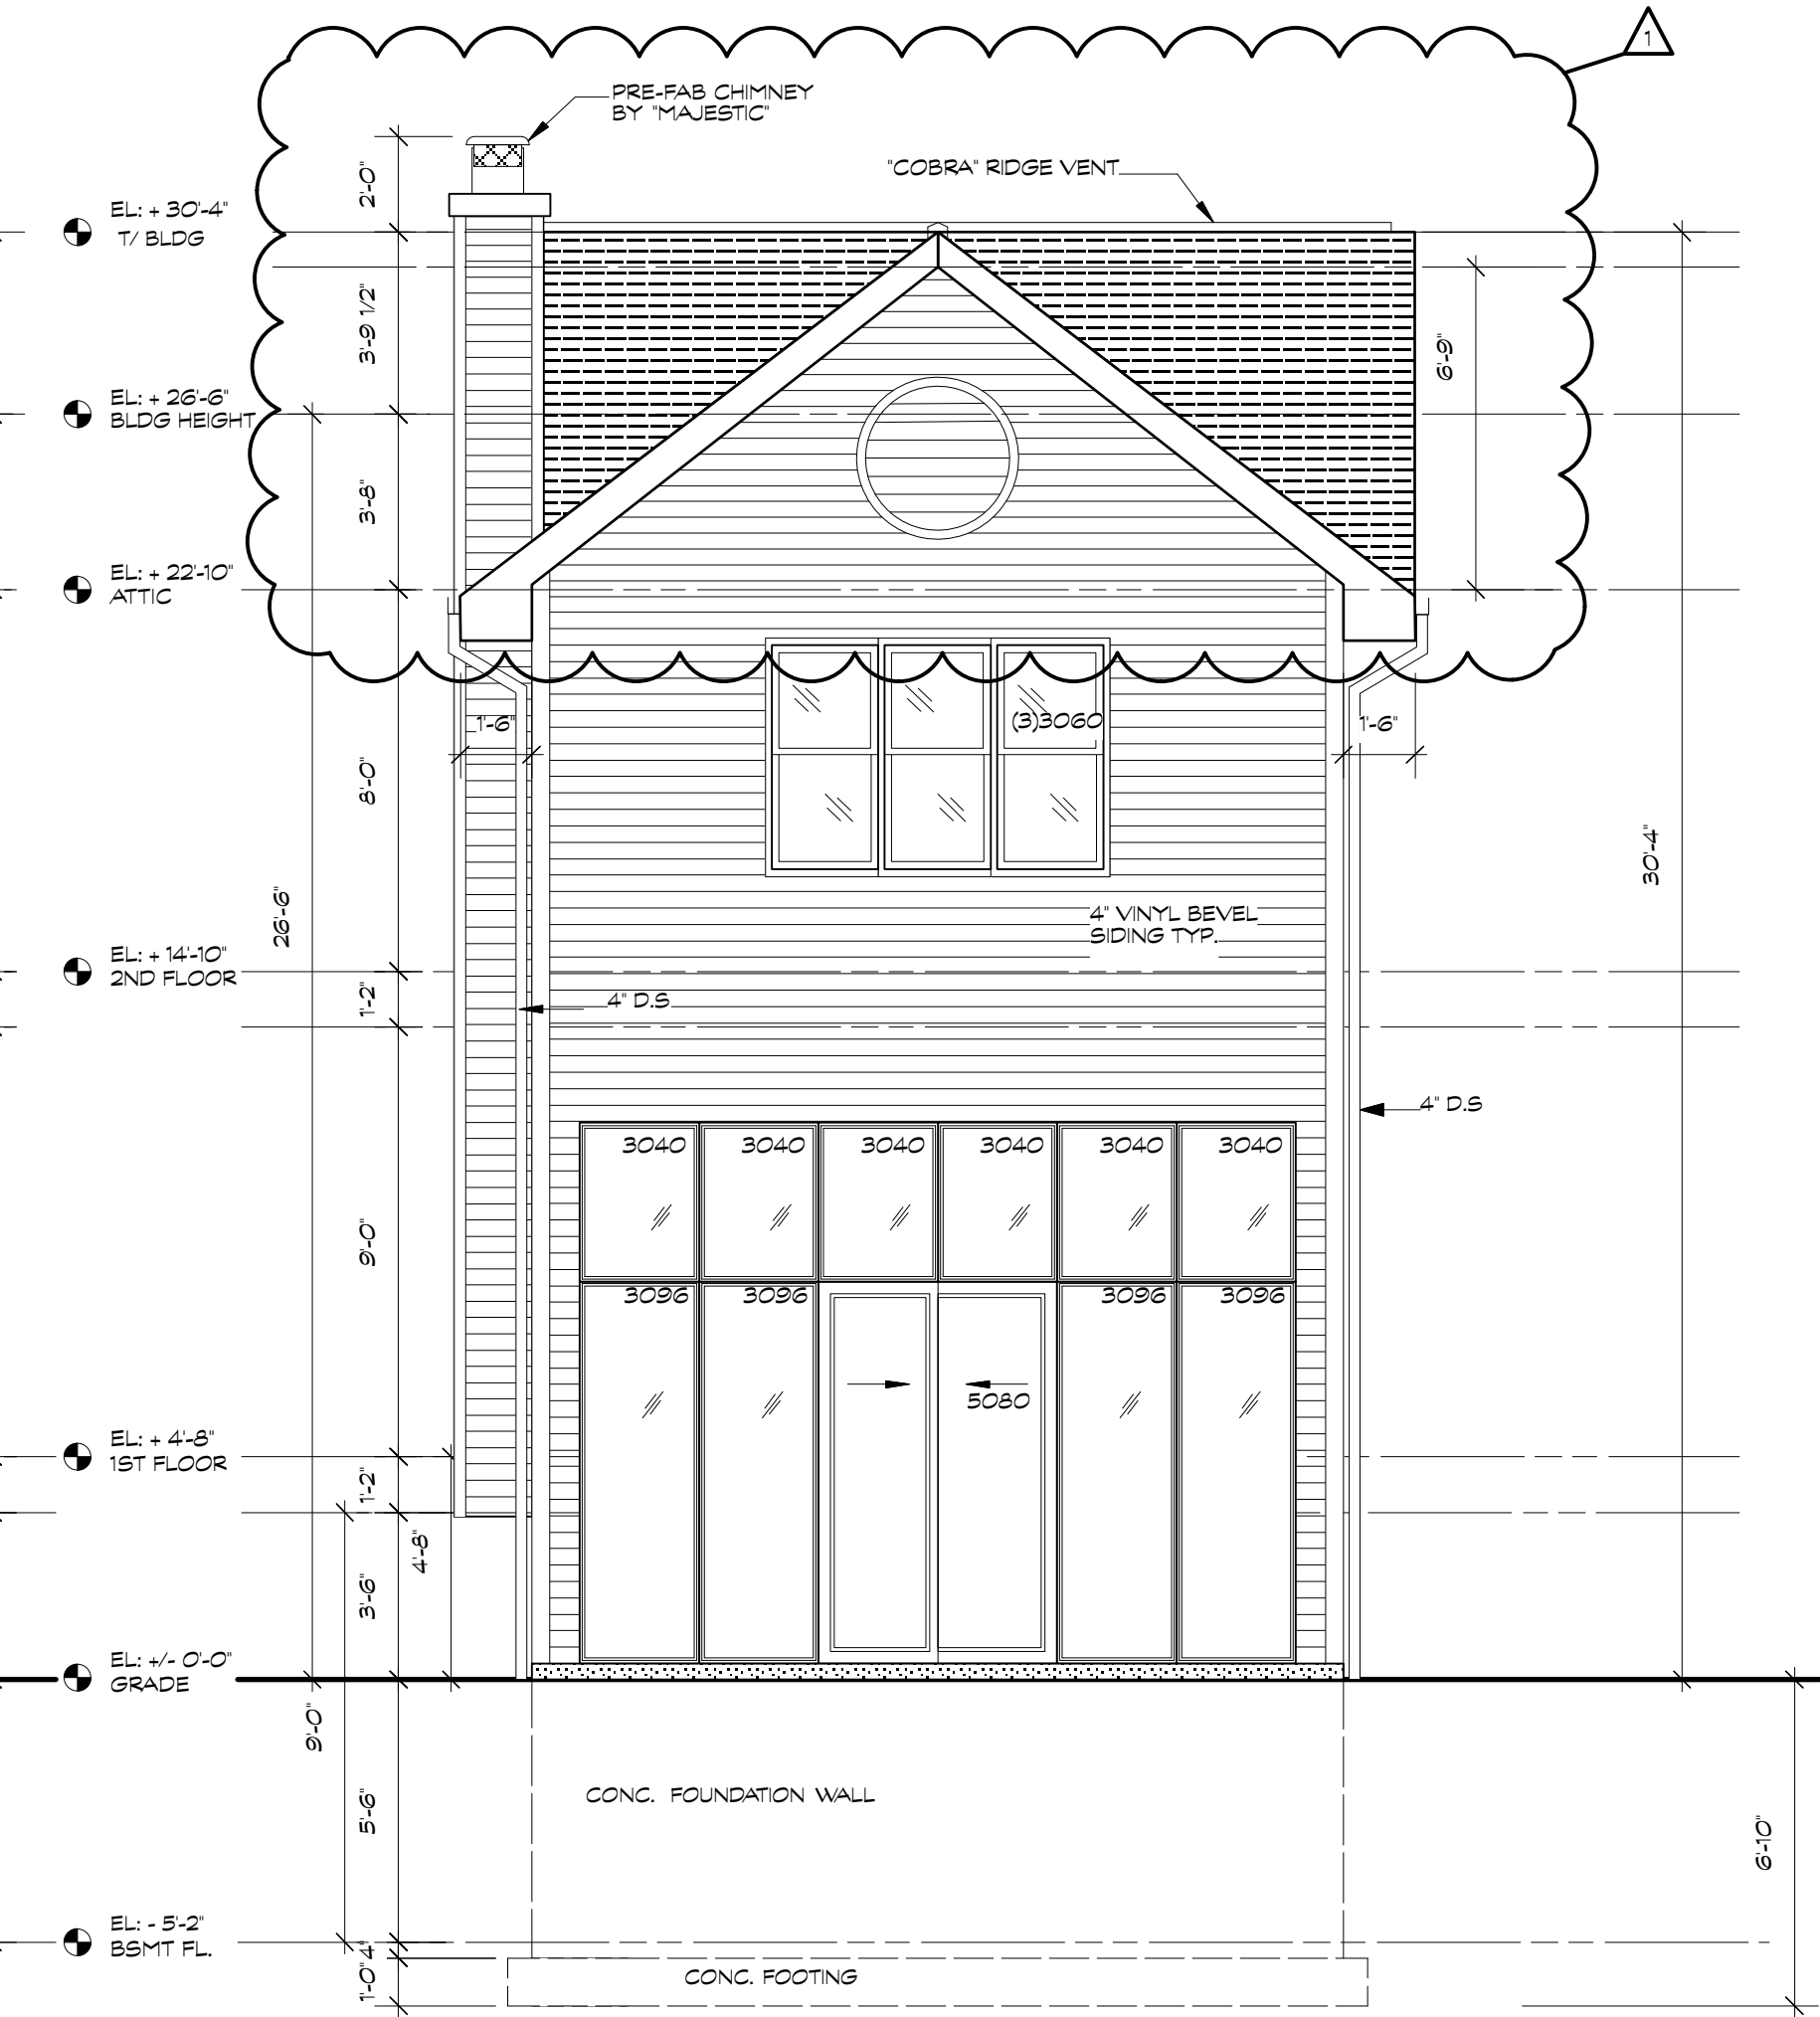 1
PRE-FAB CHIMNEY
BY "MAJESTIC"
"COBRA" RIDGE VENT
2'-0"
EL: + 30'-4"
T/ BLDG
3'-9 1/2"
6'-9"
EL: + 26'-6"
BLDG HEIGHT
3'-8"
EL: + 22'-10"
ATTIC
1'-6"
(3)3060
1'-6"
8'-0"
30'-4"
26'-6"
4" VINYL BEVEL
SIDING TYP.
EL: + 14'-10"
2ND FLOOR
1'-2"
4" D.S
4" D.S
3040
3040
3040
3040
3040
3040
9'-0"
3096
3096
3096
3096
5080
EL: + 4'-8"
1ST FLOOR
1'-2"
4'-8"
3'-6"
EL: +/- 0'-0"
GRADE
9'-0"
CONC. FOUNDATION WALL
5'-6"
6'-10"
EL: - 5'-2"
BSMT FL.
4"
1'-0"
CONC. FOOTING